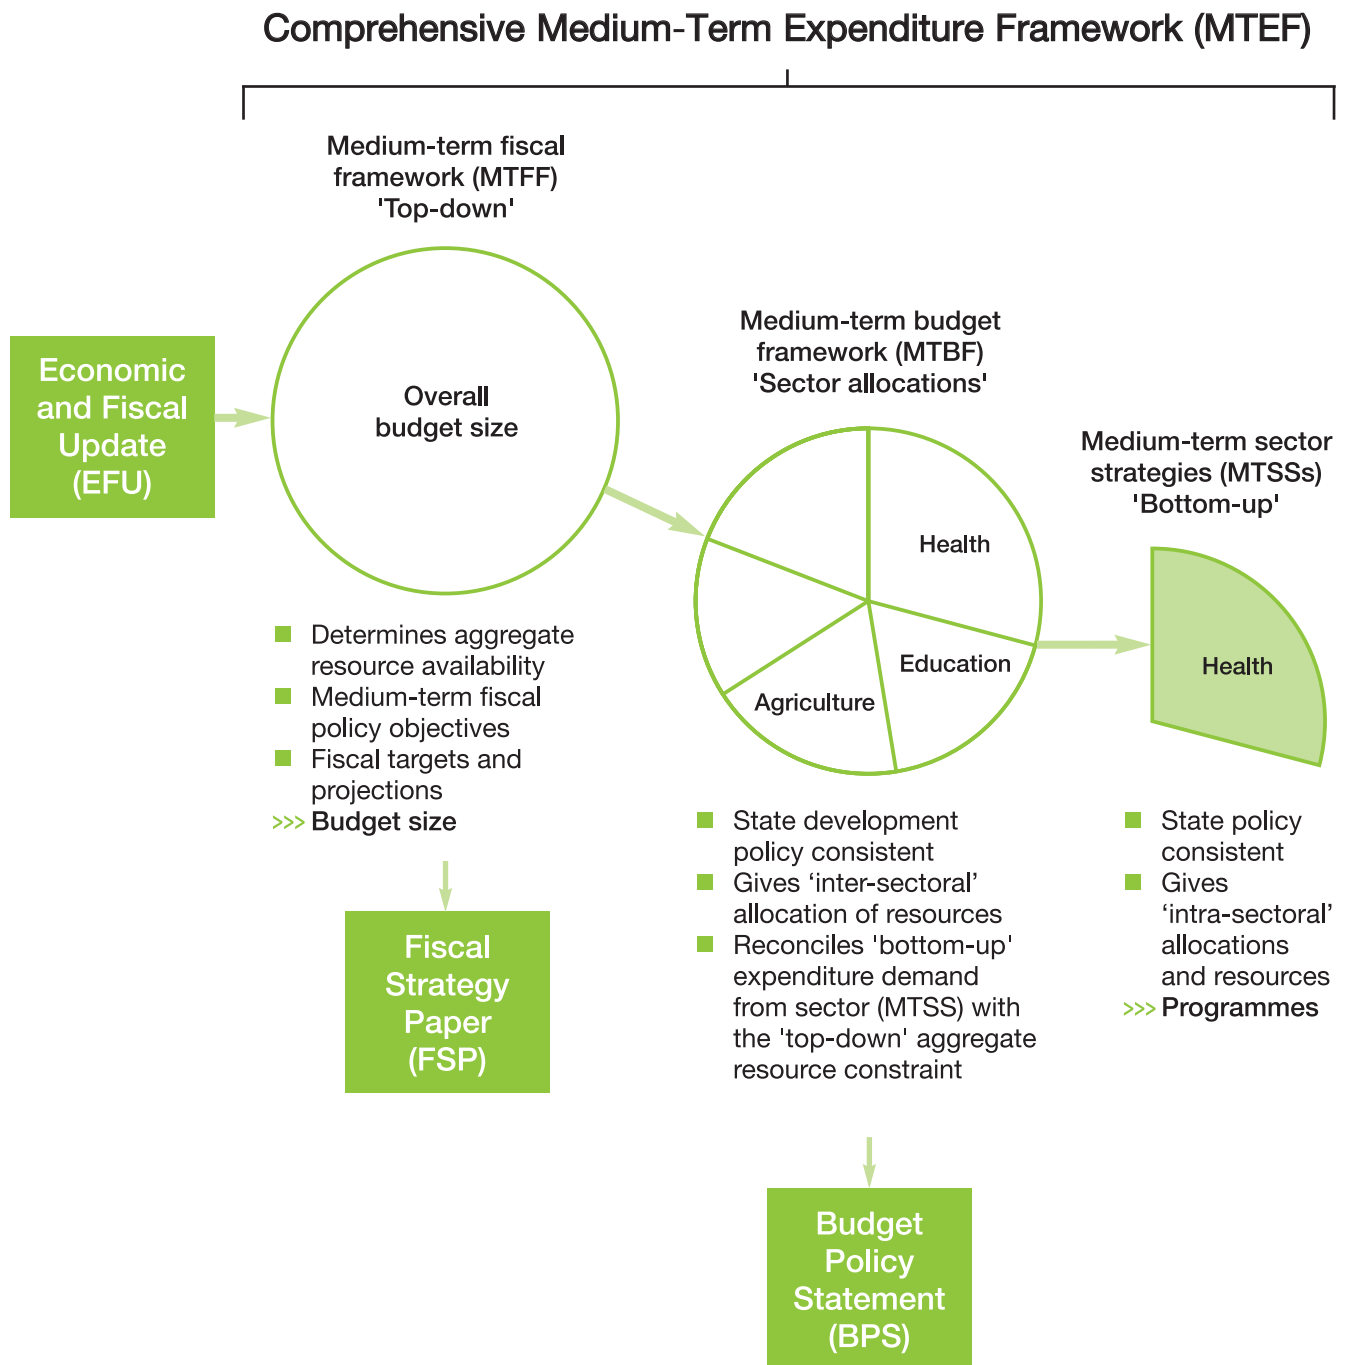 Comprehensive Medium-Term Expenditure Framework (MTEF)
Medium-term fiscal
framework (MTFF)
'Top-down'
Economic
and Fiscal
Update
(EFU)
Overall
budget size
Determines aggregate
resource availability
Medium-term fiscal
policy objectives
Fiscal targets and
projections
>>> Budget size
Fiscal
Strategy
Paper
(FSP)
Medium-term budget
framework (MTBF)
'Sector allocations'
Health
Education
Agriculture
State development
policy consistent
Gives ‘inter-sectoral’
allocation of resources
Reconciles 'bottom-up'
expenditure demand
from sector (MTSS) with
the 'top-down' aggregate
resource constraint
Budget
Policy
Statement
(BPS)
Medium-term sector
strategies (MTSSs)
'Bottom-up'
Health
State policy
consistent
Gives
‘intra-sectoral’
allocations
and resources
>>> Programmes